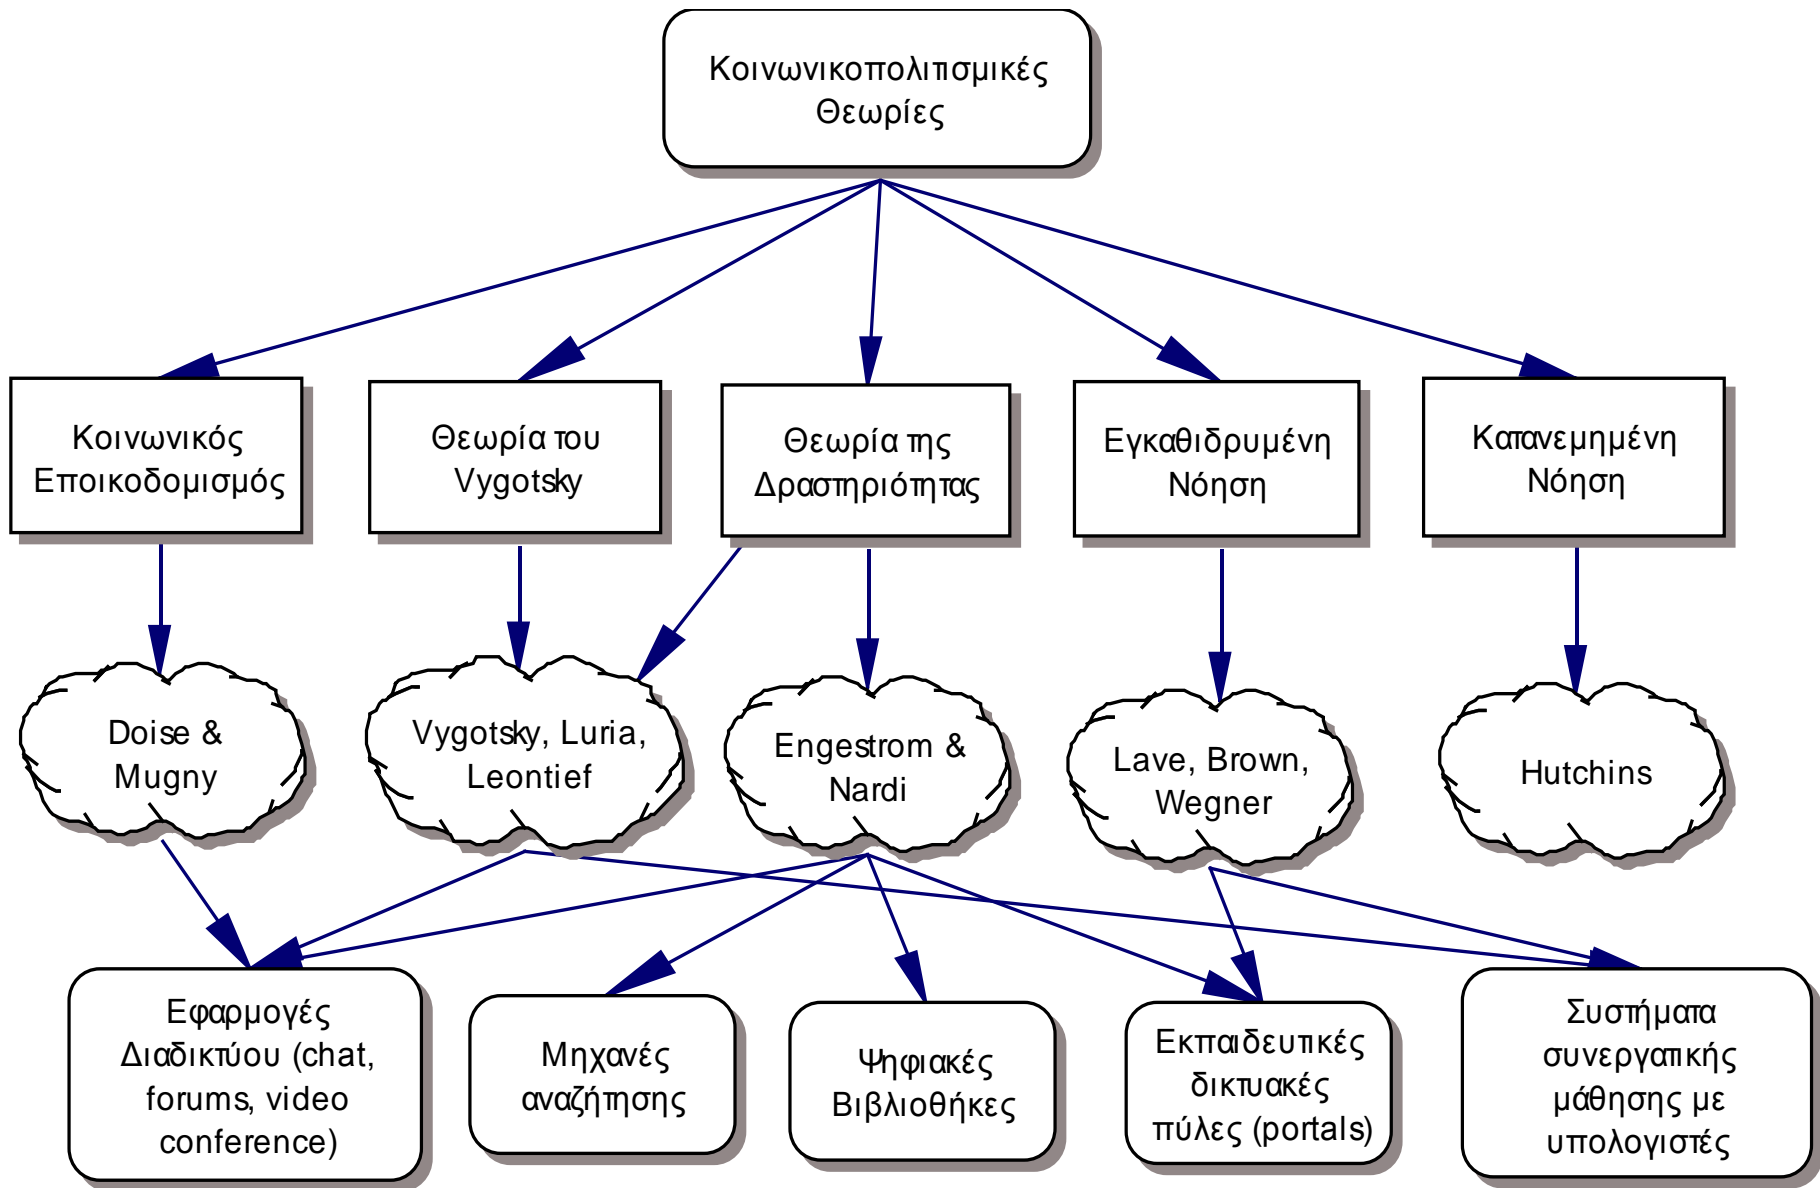 Κοινωνικοπολιτισμικές
Θεωρίες
Κοινωνικός
Εποικοδομισμός
Θεωρία του
Vygotsky
Θεωρία της
Δραστηριότητας
Εγκαθιδρυμένη
Νόηση
Κατανεμημένη
Νόηση
Doise &
Mugny
Vygotsky, Luria,
Leontief
Engestrom &
Nardi
Lave, Brown,
Wegner
Hutchins
Εφαρμογές
Διαδικτύου (chat,
forums, video
conference)
Μηχανές
αναζήτησης
Ψηφιακές
Βιβλιοθήκες
Εκπαιδευτικές
δικτυακές
πύλες (portals)
Συστήματα
συνεργατικής
μάθησης με
υπολογιστές